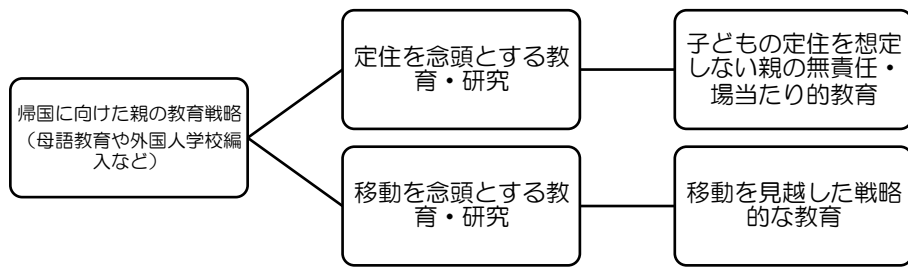 帰国に向けた親の教育戦略
（母語教育や外国人学校編
入など）
定住を念頭とする教
育・研究
子どもの定住を想定
しない親の無責任・
場当たり的教育
移動を念頭とする教
育・研究
移動を見越した戦略
的な教育